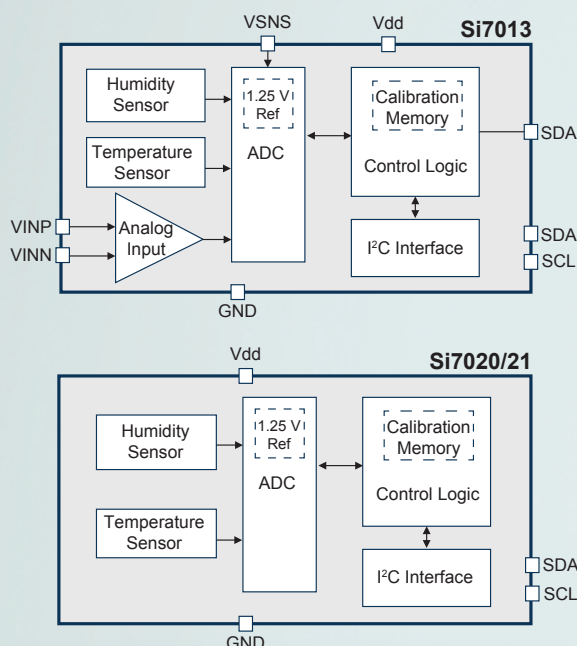 VSNS
Vdd
Si7013
Humidity
Sensor
1.25 V
Ref
ADC
Calibration
Memory
Control Logic
SDA
Temperature
Sensor
VINP
VINN
Analog
Input
I²C Interface
SDA
SCL
GND
Vdd
Si7020/21
Humidity
Sensor
1.25 V
Ref
ADC
Calibration
Memory
Control Logic
Temperature
Sensor
I²C Interface
SDA
SCL
GND